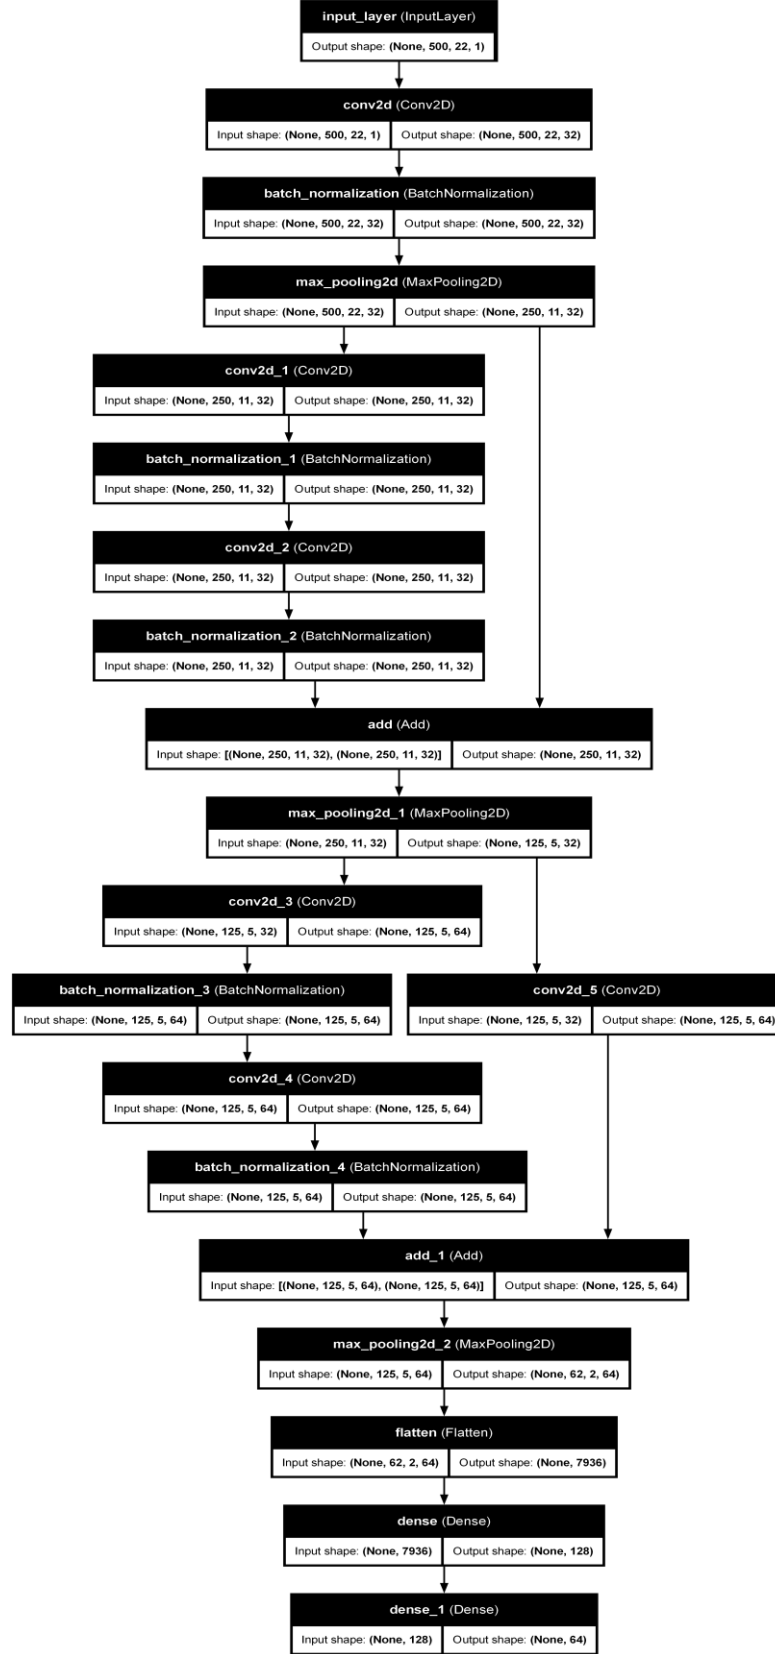 input_layer (InputLayer)
Output shape: (None, 500, 22, 1)
conv2d (Conv2D)
Input shape: (None, 500, 22, 1) Output shape: (None, 500, 22, 32)
batch_normalization (BatchNormalization)
Input shape: (None, 500, 22, 32) Output shape: (None, 500, 22, 32)
max_pooling2d (MaxPooling2D)
Input shape: (None, 500, 22, 32) Output shape: (None, 250, 11, 32)
conv2d_1 (Conv2D)
Input shape: (None, 250, 11, 32) Output shape: (None, 250, 11, 32)
batch_normalization_1 (BatchNormalization)
Input shape: (None, 250, 11, 32) Output shape: (None, 250, 11, 32)
conv2d_2 (Conv2D)
Input shape: (None, 250, 11, 32) Output shape: (None, 250, 11, 32)
batch_normalization_2 (BatchNormalization)
Input shape: (None, 250, 11, 32) Output shape: (None, 250, 11, 32)
add (Add)
Input shape: [(None, 250, 11, 32), (None, 250, 11, 32)] Output shape: (None, 250, 11, 32)
max_pooling2d_1 (MaxPooling2D)
Input shape: (None, 250, 11, 32) Output shape: (None, 125, 5, 32)
conv2d_3 (Conv2D)
Input shape: (None, 125, 5, 32) Output shape: (None, 125, 5, 64)
batch_normalization_3 (BatchNormalization)
Input shape: (None, 125, 5, 64) Output shape: (None, 125, 5, 64)
conv2d_5 (Conv2D)
Input shape: (None, 125, 5, 32) Output shape: (None, 125, 5, 64)
conv2d_4 (Conv2D)
Input shape: (None, 125, 5, 64) Output shape: (None, 125, 5, 64)
batch_normalization_4 (BatchNormalization)
Input shape: (None, 125, 5, 64) Output shape: (None, 125, 5, 64)
add_1 (Add)
Input shape: [(None, 125, 5, 64), (None, 125, 5, 64)] Output shape: (None, 125, 5, 64)
max_pooling2d_2 (MaxPooling2D)
Input shape: (None, 125, 5, 64) Output shape: (None, 62, 2, 64)
flatten (Flatten)
Input shape: (None, 62, 2, 64) Output shape: (None, 7936)
dense (Dense)
Input shape: (None, 7936) Output shape: (None, 128)
dense_1 (Dense)
Input shape: (None, 128) Output shape: (None, 64)